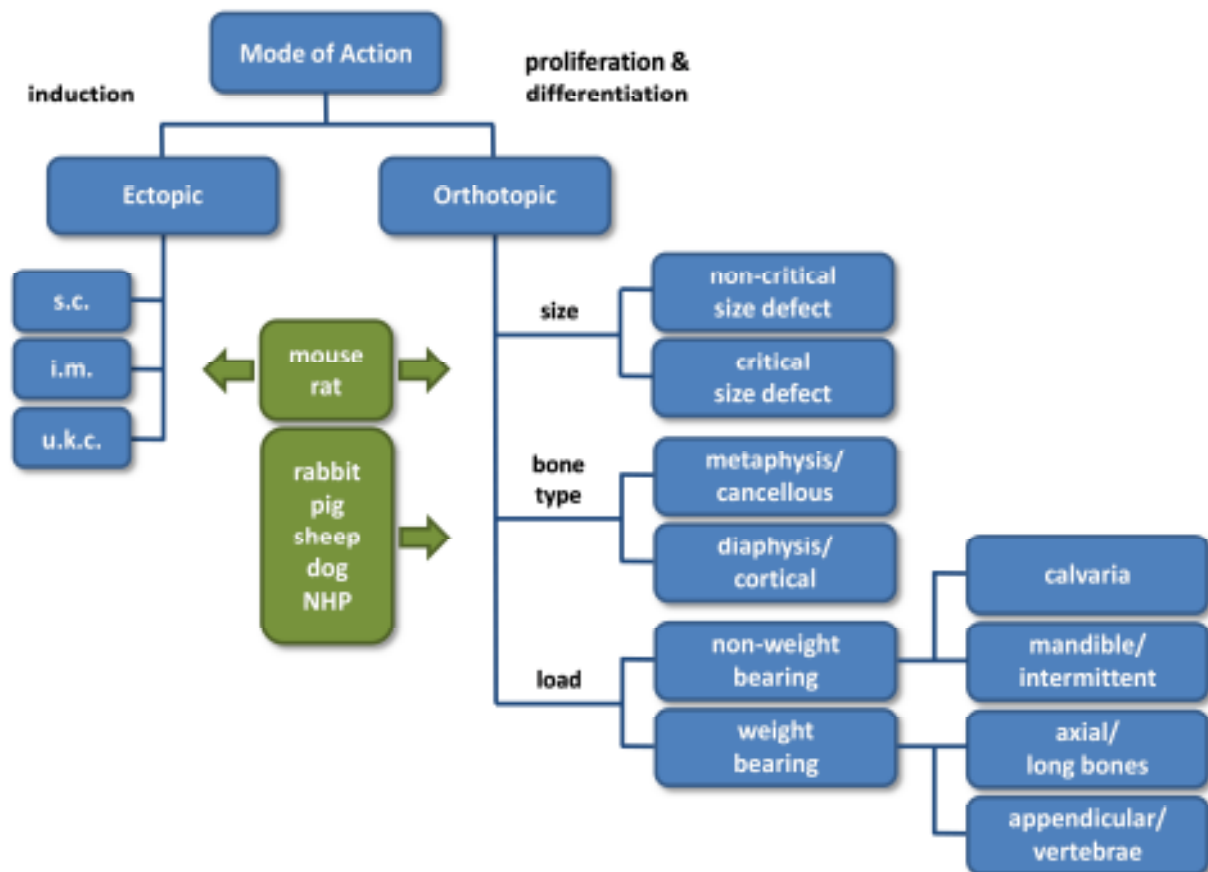 Mode of Action
induction
proliferation &
differentiation
Ectopic
Orthotopic
s.c.
i.m.
u.k.c.
mouse
rat
rabbit
pig
sheep
dog
NHP
size
non-critical
size defect
critical
size defect
bone
type
metaphysis/
cancellous
diaphysis/
cortical
load
non-weight
bearing
weight
bearing
calvaria
mandible/
intermittent
axial/
long bones
appendicular/
vertebrae